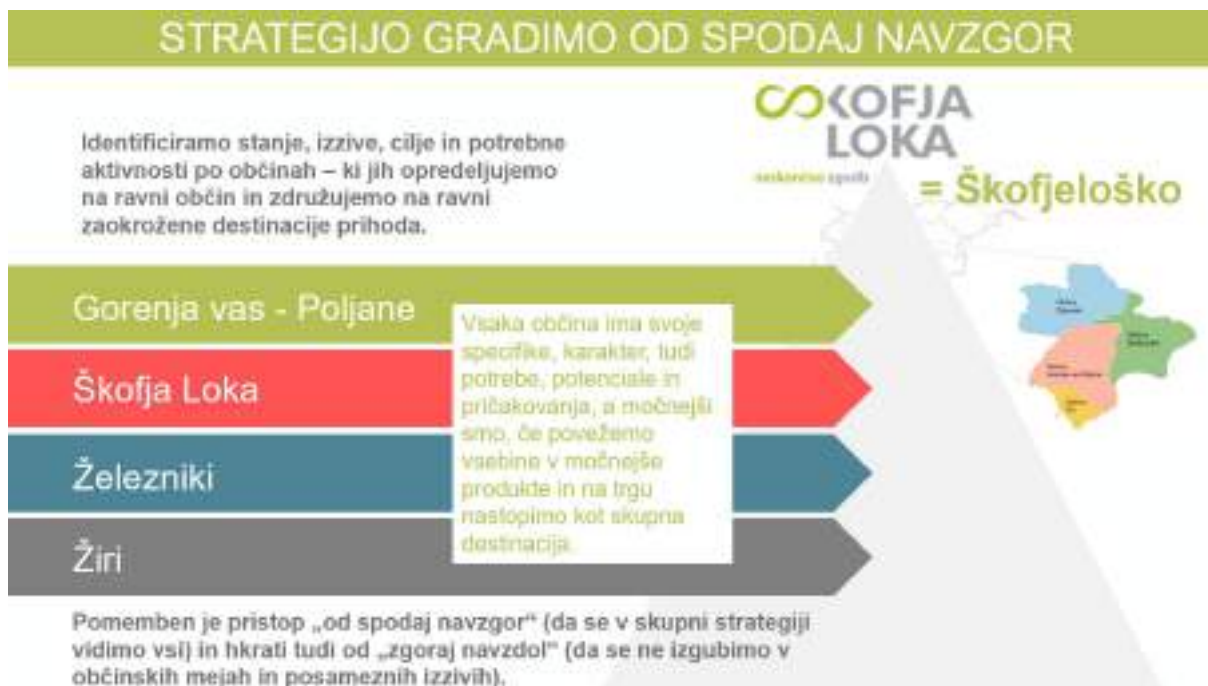 STRATEGIJO GRADIMO OD SPODAJ NAVZGOR
ŠKOFJA
LOKA
= Škofjeloško
Identificiramo stanje, izzive, cilje in potrebne
aktivnosti po občinah – ki jih opredeljujemo
na ravni občin in združujemo na ravni
zaokrožene destinacije prihoda.
Gorenja vas - Poljane
Škofja Loka
Železniki
Žiri
Vsaka občina ima svoje
specifike, karakter, tudi
potrebe, potenciale in
pričakovanja, a močnejši
smo, če povežemo
vsebine v močnejše
produkte in na trgu
nastopimo kot skupna
destinacija.
Pomemben je pristop „od spodaj navzgor“ (da se v skupni strategiji
vidimo vsi) in hkrati tudi od „zgoraj navzdol“ (da se ne izgubimo v
občinskih mejah in posameznih izzivih).